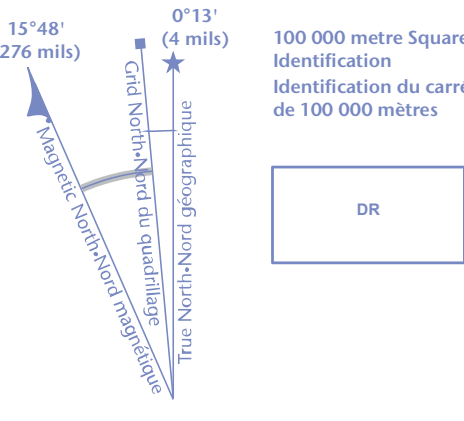 15°48'
276 mils)
0°13'
(4 mils)
Magnetic North•Nord magnétique
Grid North•Nord du quadrillage
True North•Nord géographique
100 000 metre Square
Identification
Identification du carré
de 100 000 mètres
DR